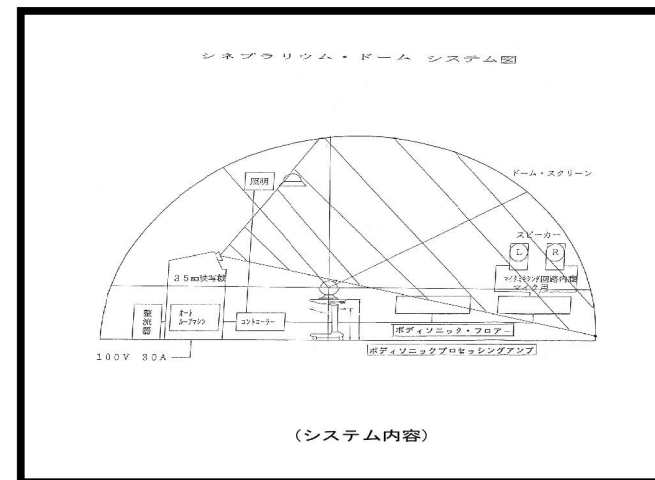 シネプラリウム・ドーム システム図
照明
ドーム・スクリーン
スピーカー
L
R
35mm映写機
マイクミキシング回路内蔵
マイク用
整流器
オート
ループマシン
コントローラー
ボディソニック・フロアー
ボディソニックプロセッシングアンプ
100V 30A
(システム内容)